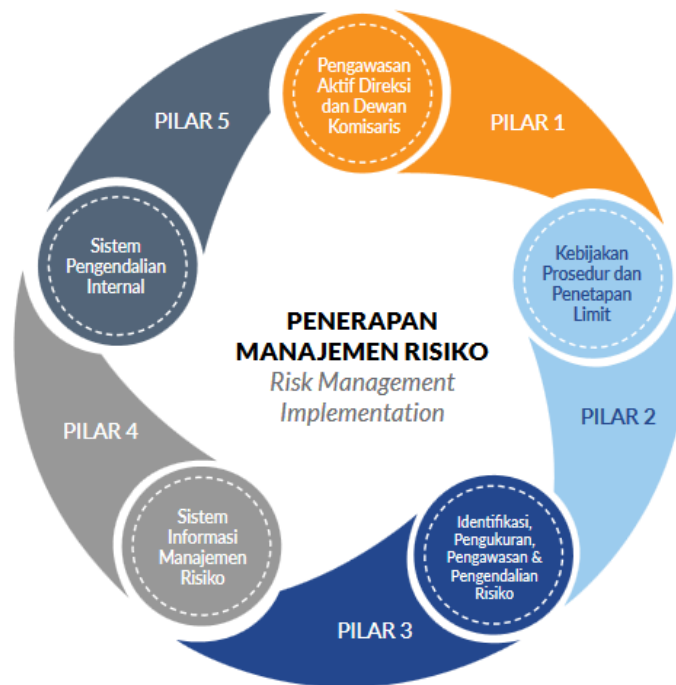 Pengawasan
Aktif Direksi
dan Dewan
Komisaris
PILAR 1
Kebijakan
Prosedur dan
Penetapan
Limit
PILAR 2
Identifikasi,
Pengukuran,
Pengawasan &
Pengendalian
Risiko
PILAR 3
Sistem
Informasi
Manajemen
Risiko
PILAR 4
Sistem
Pengendalian
Internal
PILAR 5
PENERAPAN
MANAJEMEN RISIKO
Risk Management
Implementation